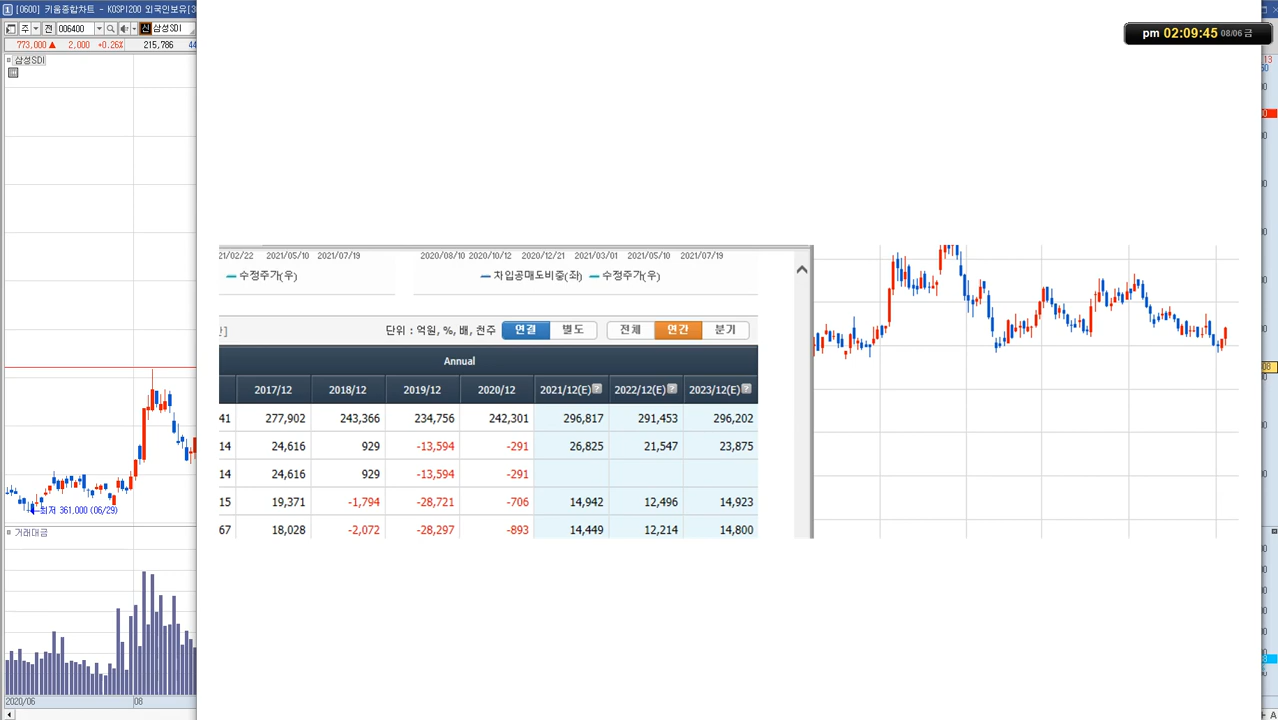 [0600] 키움종합차트 - KOSPI200 외국인보유[3
주 전 006400 신 삼성SDI
773,000 ▲ 2,000 +0.26% 215,786 44
삼성SDI
최저 361,000 (06/29)
거래대금
2020/06 08
pm 02:09:45 08/06 금
21/02/12 2021/05/10 2021/07/19 2020/08/10 2020/10/12 2020/12/21 2021/03/01 2021/05/10 2021/07/19
수정주가(우) 차입공매도비중(좌) 수정주가(우)
단위 : 억일, %, 배, 천주 연결 별도 전체 연간 분기
Annual
2017/12 2018/12 2019/12 2020/12 2021/12(E) 2022/12(E) 2023/12(E)
41 277,902 243,366 234,756 242,301 296,817 291,453 296,202
14 24,616 929 -13,594 -291 26,825 21,547 23,875
14 24,616 929 -13,594 -291
15 19,371 -1,794 -28,721 -706 14,942 12,496 14,923
67 18,028 -2,072 -28,297 -893 14,449 12,214 14,800